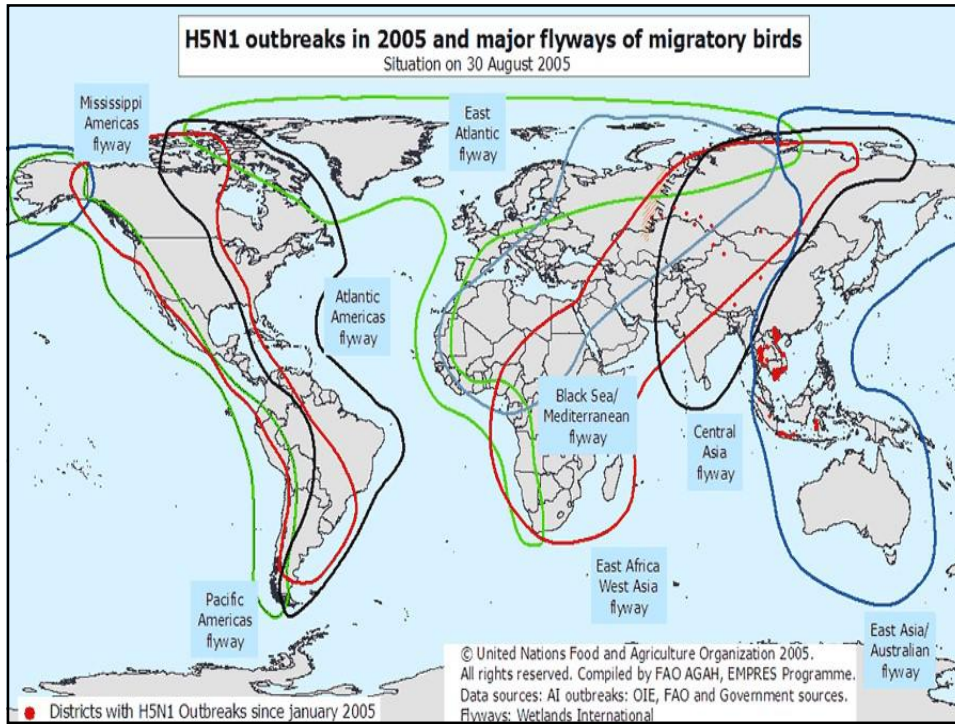 H5N1 outbreaks in 2005 and major flyways of migratory birds
Situation on 30 August 2005
Mississippi
Americas
flyway
East
Atlantic
flyway
Ural Mts
Atlantic
Americas
flyway
Black Sea/
Mediterranean
flyway
Central
Asia
flyway
East Africa
West Asia
flyway
Pacific
Americas
flyway
East Asia/
Australian
flyway
© United Nations Food and Agriculture Organization 2005.
All rights reserved. Compiled by FAO AGAH, EMPRES Programme.
Data sources: AI outbreaks: OIE, FAO and Government sources.
Flyways: Wetlands International
Districts with H5N1 Outbreaks since january 2005